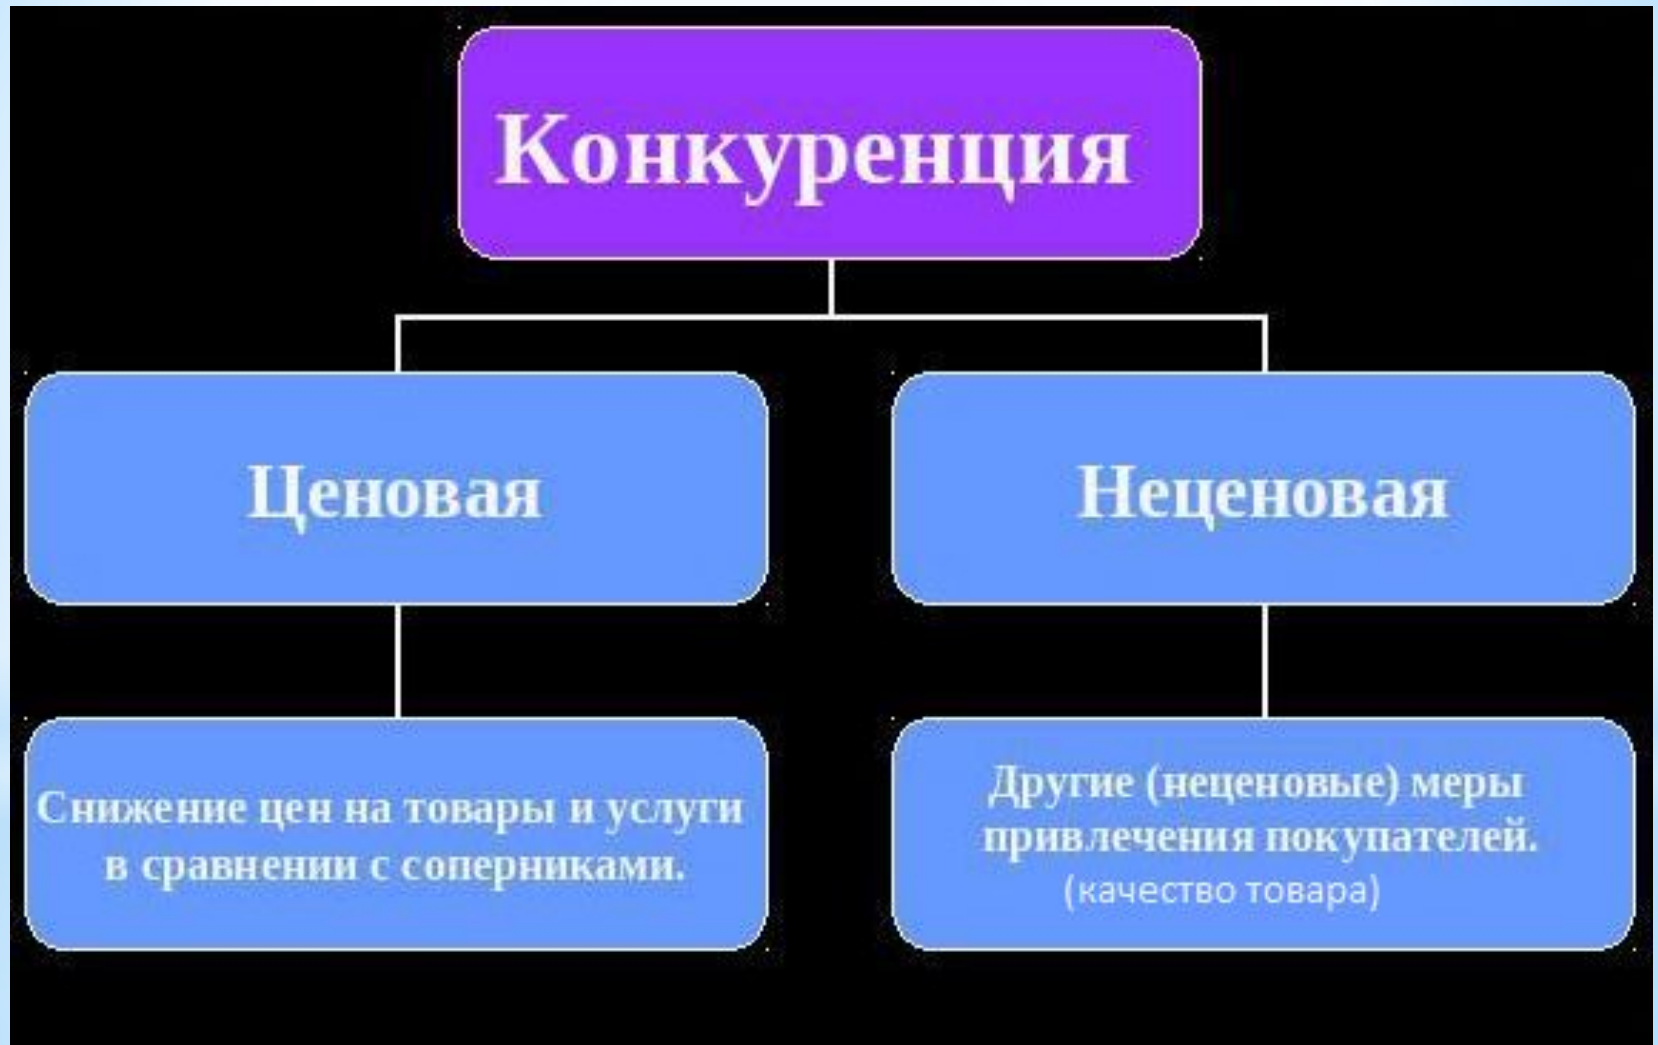 Конкуренция
Ценовая
Неценовая
Снижение цен на товары и услуги
в сравнении с соперниками.
Другие (неценовые) меры
привлечения покупателей.
(качество товара)